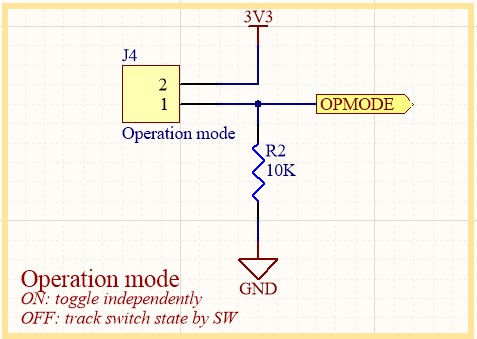 3V3
J4
2
1
OPMODE
Operation mode
R2
10K
GND
Operation mode
ON: toggle independently
OFF: track switch state by SW